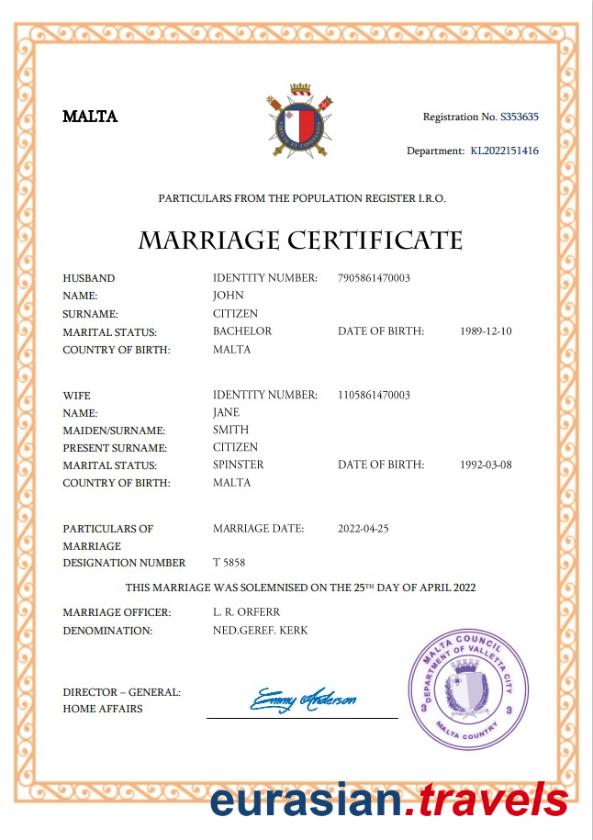 MALTA
Registration No. S353635
Department: KL2022151416
PARTICULARS FROM THE POPULATION REGISTER I.R.O.
MARRIAGE CERTIFICATE
HUSBAND IDENTITY NUMBER: 7905861470003
NAME: JOHN
SURNAME: CITIZEN
MARITAL STATUS: BACHELOR DATE OF BIRTH: 1989-12-10
COUNTRY OF BIRTH: MALTA
WIFE IDENTITY NUMBER: 1105861470003
NAME: JANE
MAIDEN/SURNAME: SMITH
PRESENT SURNAME: CITIZEN
MARITAL STATUS: SPINSTER DATE OF BIRTH: 1992-03-08
COUNTRY OF BIRTH: MALTA
PARTICULARS OF MARRIAGE DATE: 2022-04-25
MARRIAGE
DESIGNATION NUMBER T 5858
THIS MARRIAGE WAS SOLEMNISED ON THE 25TH DAY OF APRIL 2022
MARRIAGE OFFICER: L. R. ORFERR
DENOMINATION: NED.GEREF. KERK
MALTA COUNCIL
DEPARTMENT OF VALLETTA CITY
3 3
MALTA COUNTRY
DIRECTOR – GENERAL: Emmy Anderson
HOME AFFAIRS
eurasian.travels